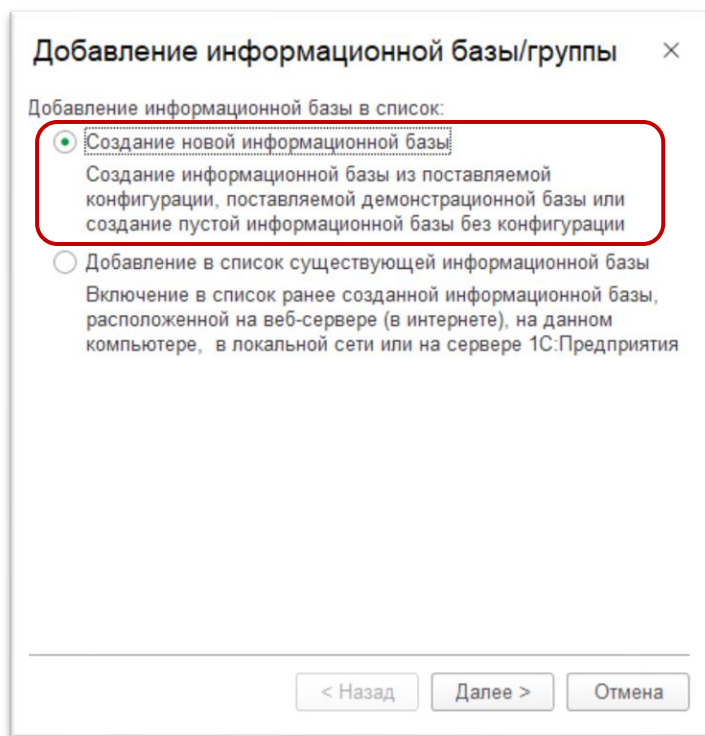 Добавление информационной базы/группы
Добавление информационной базы в список:
Создание новой информационной базы
Создание информационной базы из поставляемой
конфигурации, поставляемой демонстрационной базы или
создание пустой информационной базы без конфигурации
Добавление в список существующей информационной базы
Включение в список ранее созданной информационной базы,
расположенной на веб-сервере (в интернете), на данном
компьютере, в локальной сети или на сервере 1С:Предприятия
< Назад Далее > Отмена